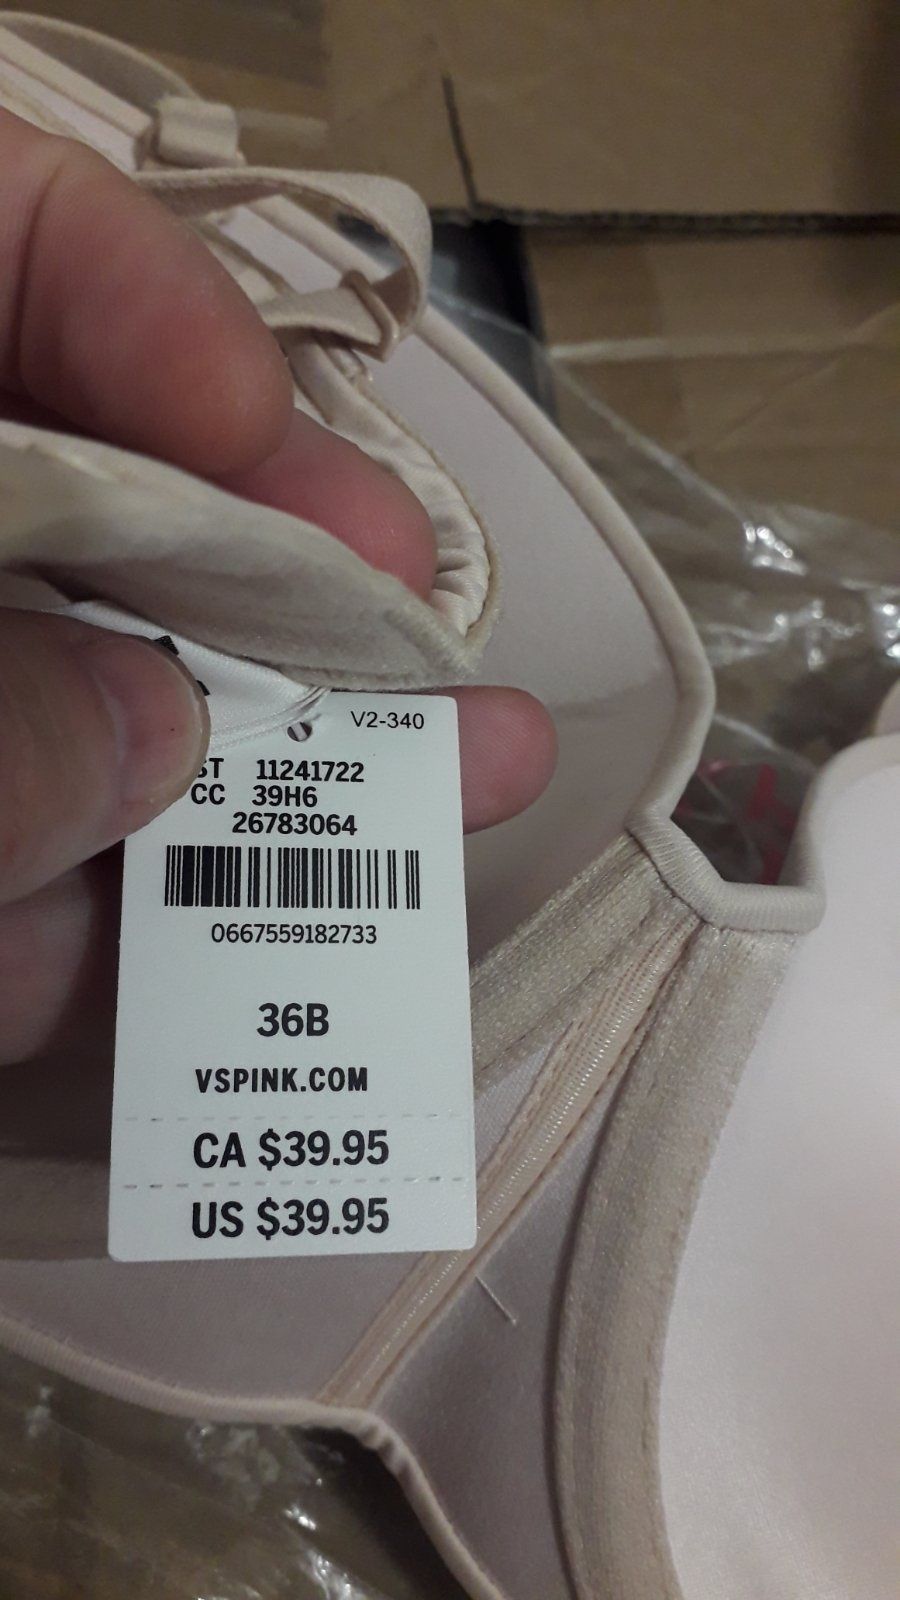 V2-340
ST 11241722
CC 39H6
26783064
0667559182733
36B
VSPINK.COM
CA $39.95
US $39.95